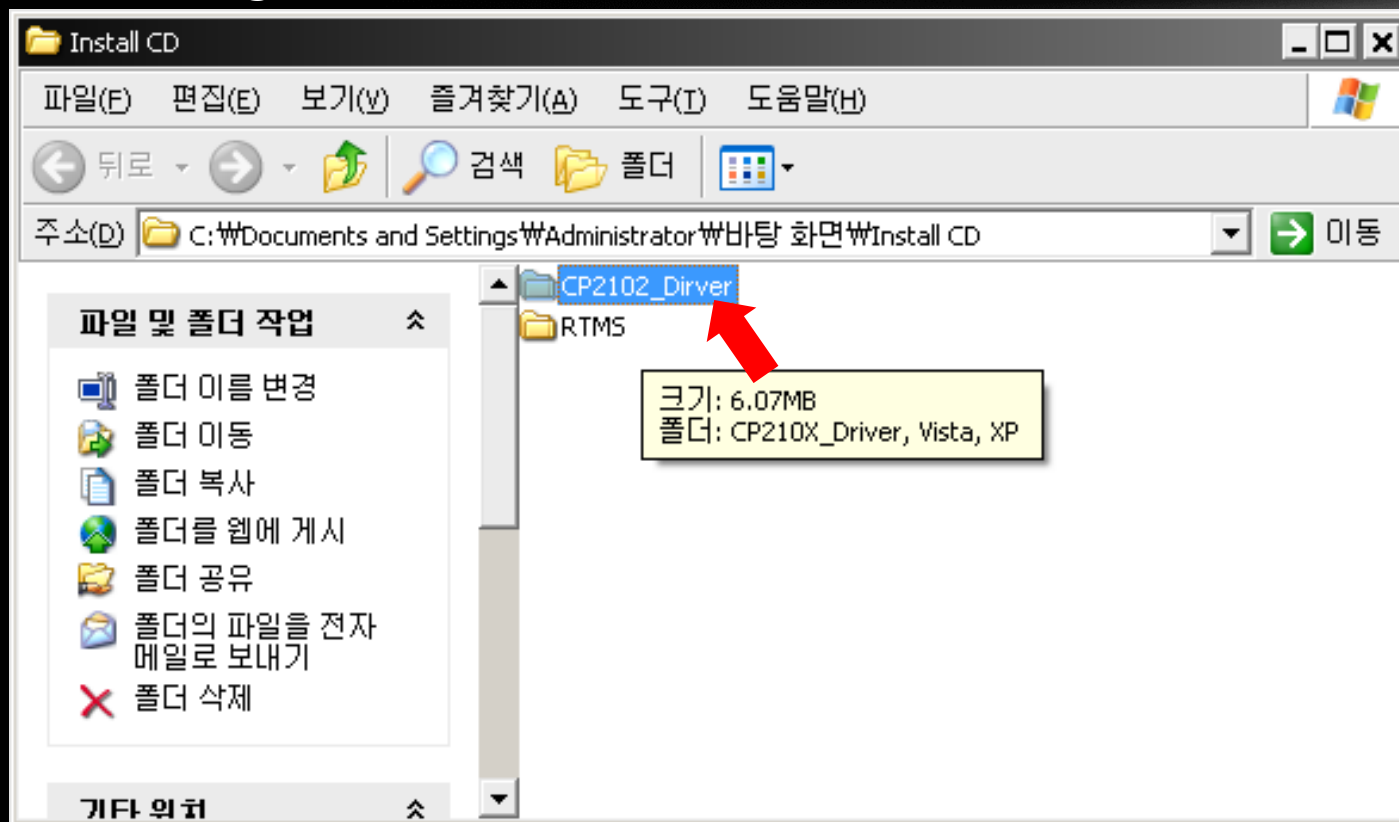 Install CD
파일(F) 편집(E) 보기(V) 즐겨찾기(A) 도구(T) 도움말(H)
뒤로 검색 폴더
주소(D) C:₩Documents and Settings₩Administrator₩바탕 화면₩Install CD 이동
파일 및 폴더 작업
폴더 이름 변경
폴더 이동
폴더 복사
폴더를 웹에 게시
폴더 공유
폴더의 파일을 전자
메일로 보내기
폴더 삭제
기타 위치
CP2102_Dirver
RTMS
크기: 6.07MB
폴더: CP210X_Driver, Vista, XP